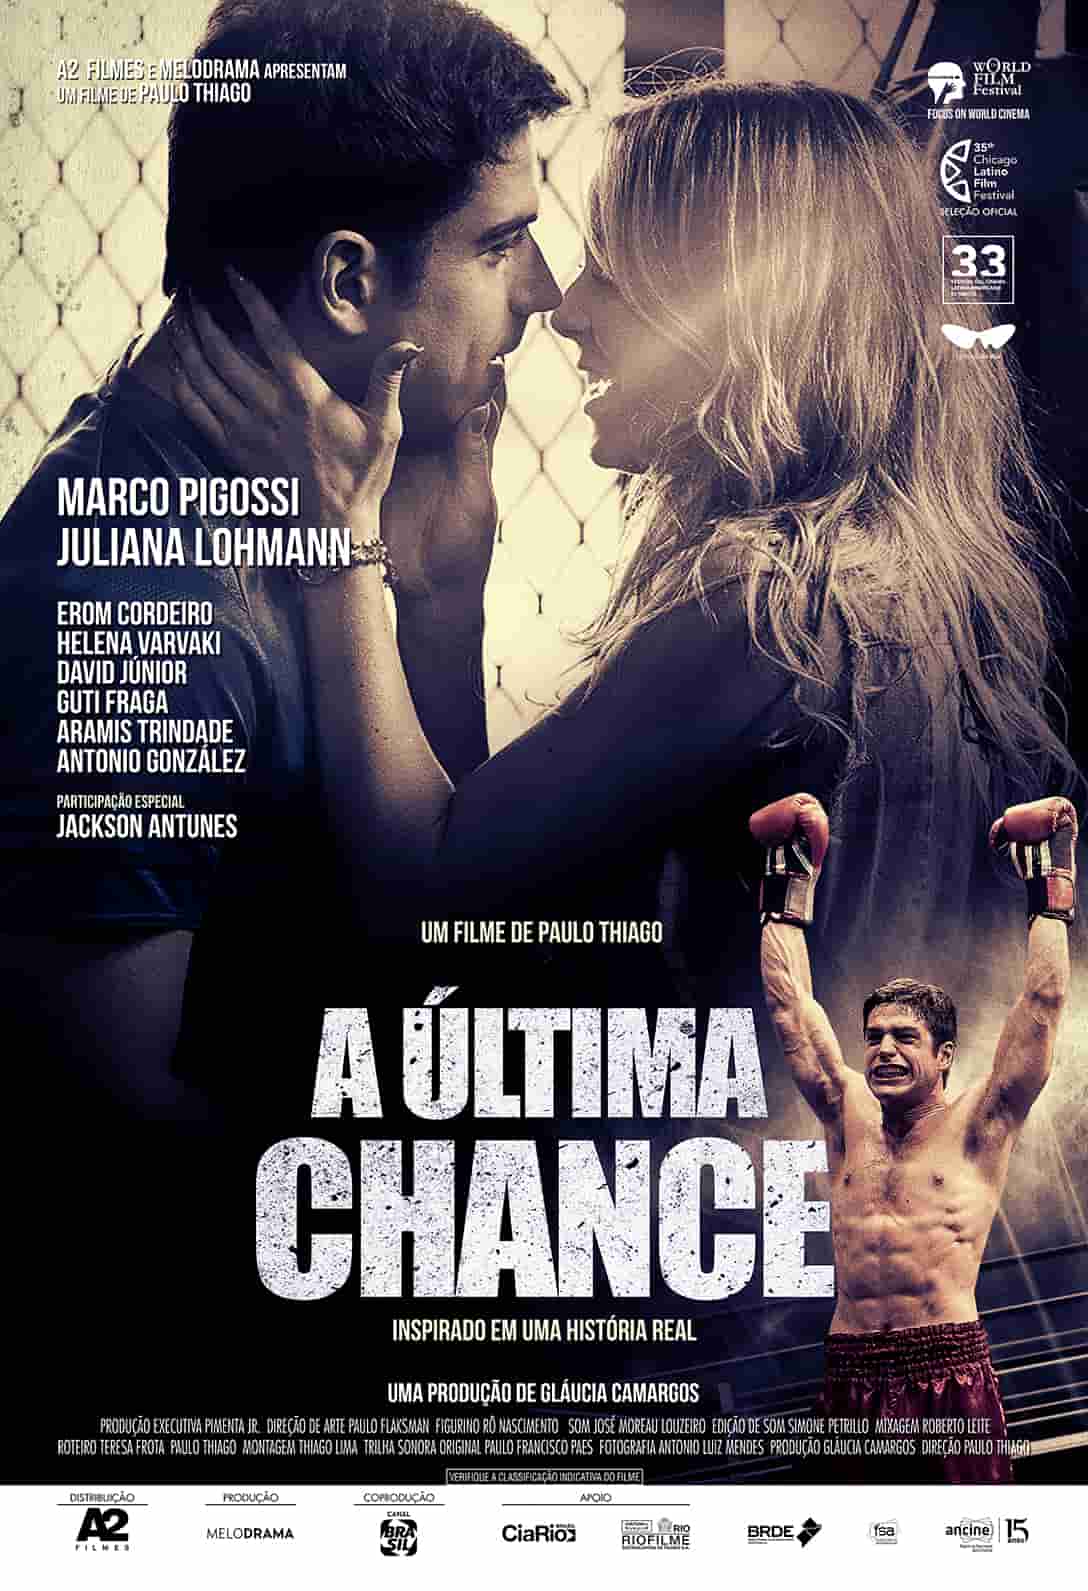 A2 FILMES E MELODRAMA APRESENTAM
UM FILME DE PAULO THIAGO
WORLD
FILM
Festival
FOCUS ON WORLD CINEMA
35th
Chicago
Latino
Film
Festival
SELEÇÃO OFICIAL
33
MARCO PIGOSSI
JULIANA LOHMANN
EROM CORDEIRO
HELENA VARVAKI
DAVID JÚNIOR
GUTI FRAGA
ARAMIS TRINDADE
ANTONIO GONZÁLEZ
PARTICIPAÇÃO ESPECIAL
JACKSON ANTUNES
UM FILME DE PAULO THIAGO
A ÚLTIMA
CHANCE
INSPIRADO EM UMA HISTÓRIA REAL
UMA PRODUÇÃO DE GLÁUCIA CAMARGOS
PRODUÇÃO EXECUTIVA PIMENTA JR. DIREÇÃO DE ARTE PAULO FLAKSMAN FIGURINO RÔ NASCIMENTO SOM JOSÉ MOREAU LOUZEIRO EDIÇÃO DE SOM SIMONE PETRILLO MIXAGEM ROBERTO LEITE
ROTEIRO TERESA FROTA PAULO THIAGO MONTAGEM THIAGO LIMA TRILHA SONORA ORIGINAL PAULO FRANCISCO PAES FOTOGRAFIA ANTONIO LUIZ MENDES PRODUÇÃO GLÁUCIA CAMARGOS DIREÇÃO PAULO THIAGO
VERIFIQUE A CLASSIFICAÇÃO INDICATIVA DO FILME
DISTRIBUIÇÃO PRODUÇÃO COPRODUÇÃO APOIO
A2
FILMES
MELODRAMA
CANAL
BRA
SIL
CiaRio
RIO
RIOFILME
BRDE
fsa
ancine 15
anos